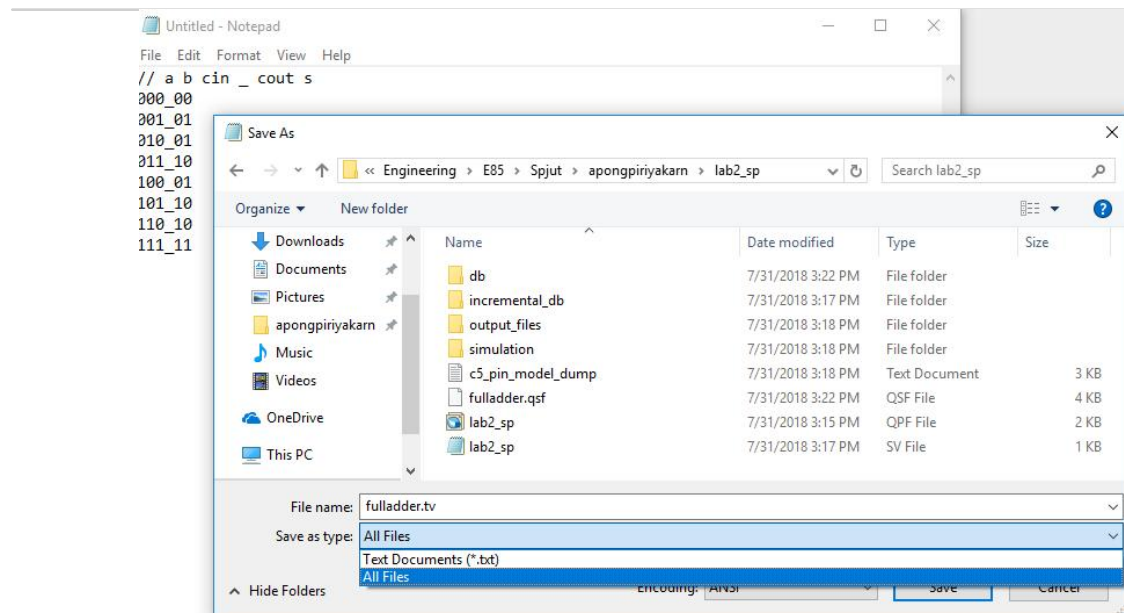 Untitled - Notepad
File Edit Format View Help
// a b cin _ cout s
000_00
001_01
010_01
011_10
100_01
101_10
110_10
111_11
Save As
« Engineering > E85 > Spjut > apongpiriyakarn > lab2_sp
Search lab2_sp
Organize New folder
Downloads
Documents
Pictures
apongpiriyakarn
Music
Videos
OneDrive
This PC
Name Date modified Type Size
db 7/31/2018 3:22 PM File folder
incremental_db 7/31/2018 3:17 PM File folder
output_files 7/31/2018 3:18 PM File folder
simulation 7/31/2018 3:18 PM File folder
c5_pin_model_dump 7/31/2018 3:18 PM Text Document 3 KB
fulladder.qsf 7/31/2018 3:22 PM QSF File 4 KB
lab2_sp 7/31/2018 3:15 PM QPF File 2 KB
lab2_sp 7/31/2018 3:17 PM SV File 1 KB
File name: fulladder.tv
Save as type: All Files
Text Documents (*.txt)
All Files
Hide Folders Encoding: ANSI Save Cancel